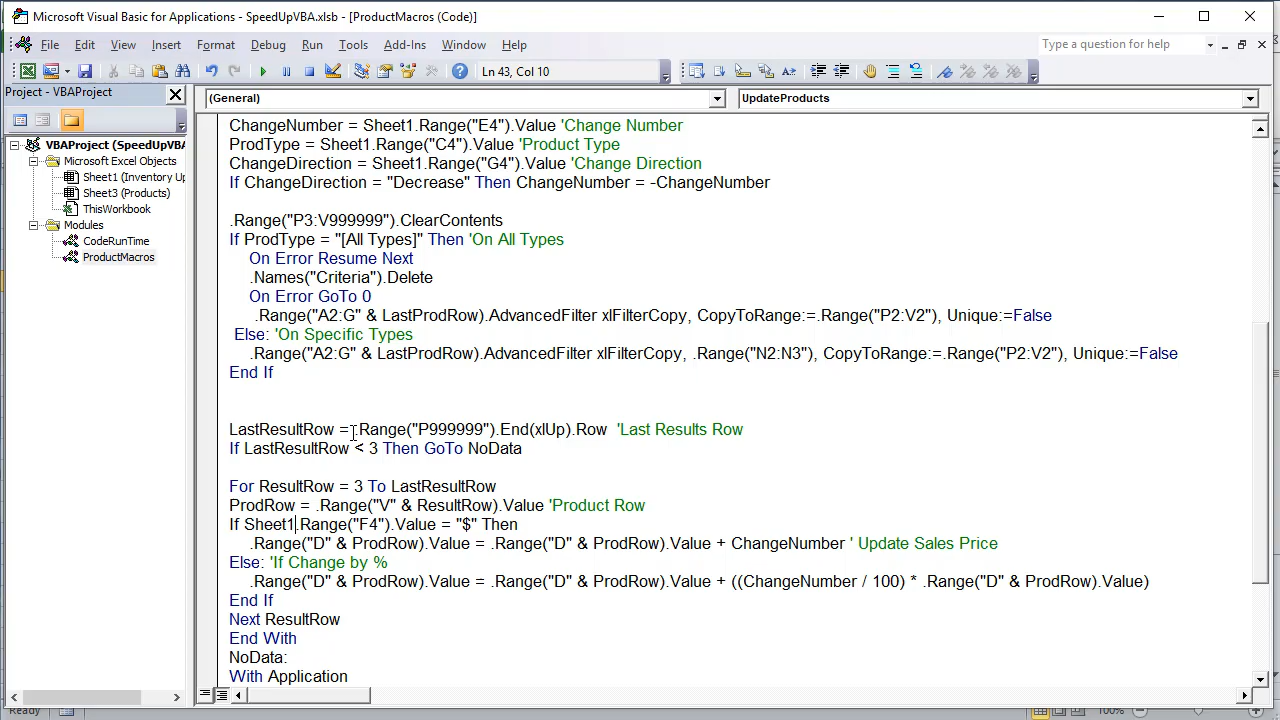 Microsoft Visual Basic for Applications - SpeedUpVBA.xlsb - [ProductMacros (Code)]
File Edit View Insert Format Debug Run Tools Add-Ins Window Help
Type a question for help
Ln 43, Col 10
Project - VBAProject
(General)
UpdateProducts
VBAProject (SpeedUpVBA
Microsoft Excel Objects
Sheet1 (Inventory Up
Sheet3 (Products)
ThisWorkbook
Modules
CodeRunTime
ProductMacros
ChangeNumber = Sheet1.Range("E4").Value 'Change Number
ProdType = Sheet1.Range("C4").Value 'Product Type
ChangeDirection = Sheet1.Range("G4").Value 'Change Direction
If ChangeDirection = "Decrease" Then ChangeNumber = -ChangeNumber
.Range("P3:V999999").ClearContents
If ProdType = "[All Types]" Then 'On All Types
On Error Resume Next
.Names("Criteria").Delete
On Error GoTo 0
.Range("A2:G" & LastProdRow).AdvancedFilter xlFilterCopy, CopyToRange:=.Range("P2:V2"), Unique:=False
Else: 'On Specific Types
.Range("A2:G" & LastProdRow).AdvancedFilter xlFilterCopy, .Range("N2:N3"), CopyToRange:=.Range("P2:V2"), Unique:=False
End If
LastResultRow = .Range("P999999").End(xlUp).Row 'Last Results Row
If LastResultRow < 3 Then GoTo NoData
For ResultRow = 3 To LastResultRow
ProdRow = .Range("V" & ResultRow).Value 'Product Row
If Sheet1.Range("F4").Value = "$" Then
.Range("D" & ProdRow).Value = .Range("D" & ProdRow).Value + ChangeNumber ' Update Sales Price
Else: 'If Change by %
.Range("D" & ProdRow).Value = .Range("D" & ProdRow).Value + ((ChangeNumber / 100) * .Range("D" & ProdRow).Value)
End If
Next ResultRow
End With
NoData:
With Application
Ready
100%